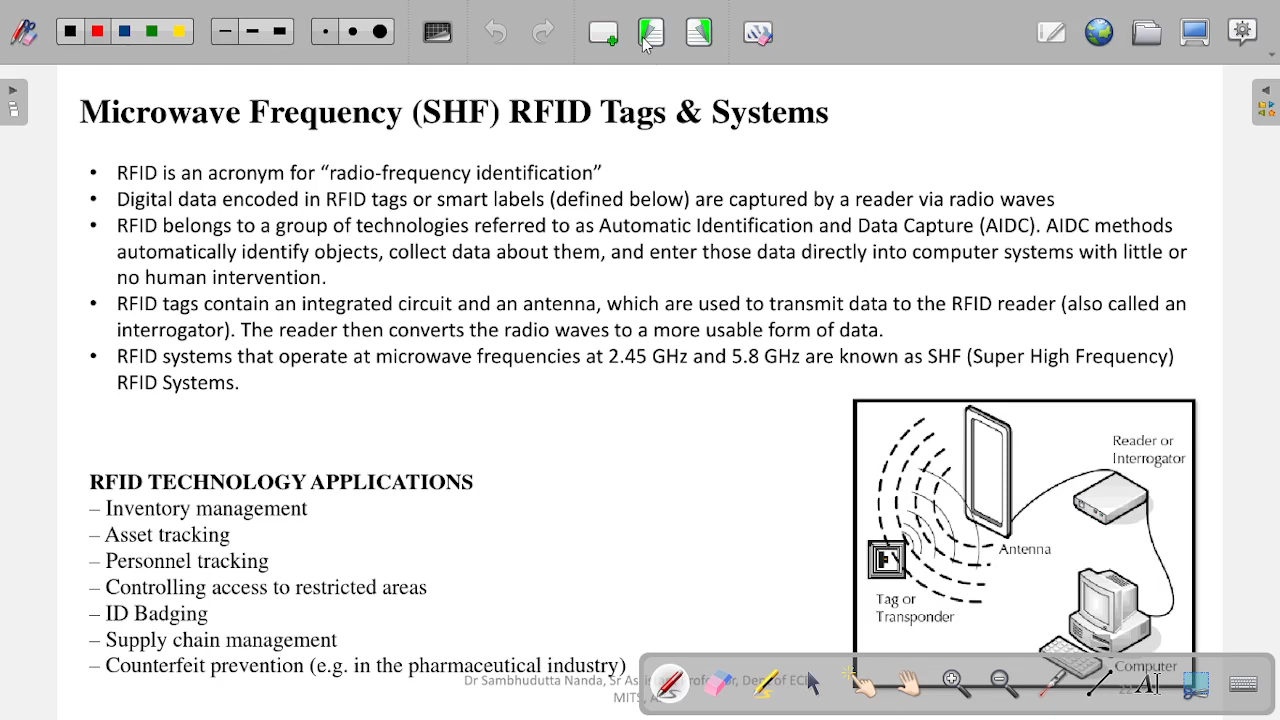 Microwave Frequency (SHF) RFID Tags & Systems
• RFID is an acronym for “radio-frequency identification”
• Digital data encoded in RFID tags or smart labels (defined below) are captured by a reader via radio waves
• RFID belongs to a group of technologies referred to as Automatic Identification and Data Capture (AIDC). AIDC methods
automatically identify objects, collect data about them, and enter those data directly into computer systems with little or
no human intervention.
• RFID tags contain an integrated circuit and an antenna, which are used to transmit data to the RFID reader (also called an
interrogator). The reader then converts the radio waves to a more usable form of data.
• RFID systems that operate at microwave frequencies at 2.45 GHz and 5.8 GHz are known as SHF (Super High Frequency)
RFID Systems.
RFID TECHNOLOGY APPLICATIONS
– Inventory management
– Asset tracking
– Personnel tracking
– Controlling access to restricted areas
– ID Badging
– Supply chain management
– Counterfeit prevention (e.g. in the pharmaceutical industry)
Reader or
Interrogator
Antenna
Tag or
Transponder
Computer
Dr Sambhudutta Nanda, Sr
MITS,